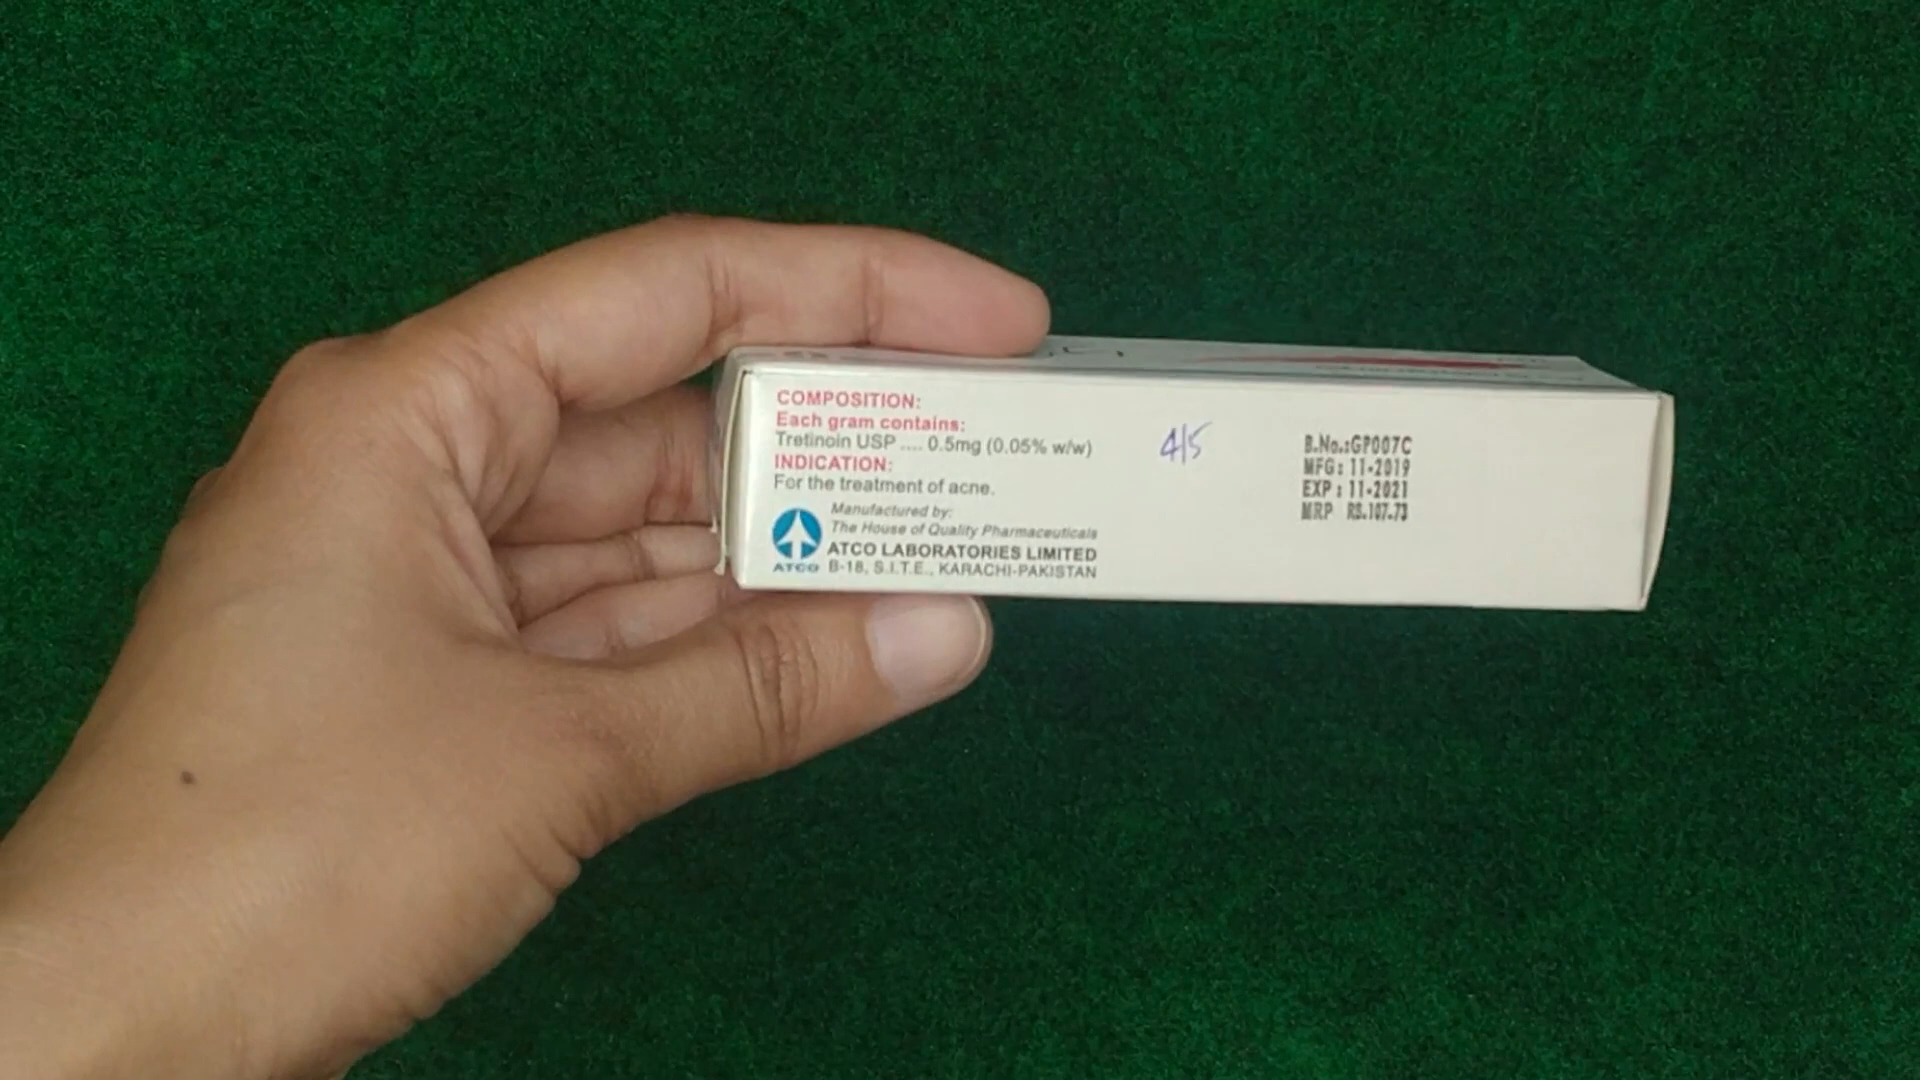 COMPOSITION:
Each gram contains:
Tretinoin USP .... 0.5mg (0.05% w/w)
INDICATION:
For the treatment of acne.
Manufactured by:
The House of Quality Pharmaceuticals
ATCO LABORATORIES LIMITED
B-18, S.I.T.E., KARACHI-PAKISTAN
ATCO
4/5
B.No.:GP007C
MFG: 11-2019
EXP : 11-2021
MRP RS.107.73